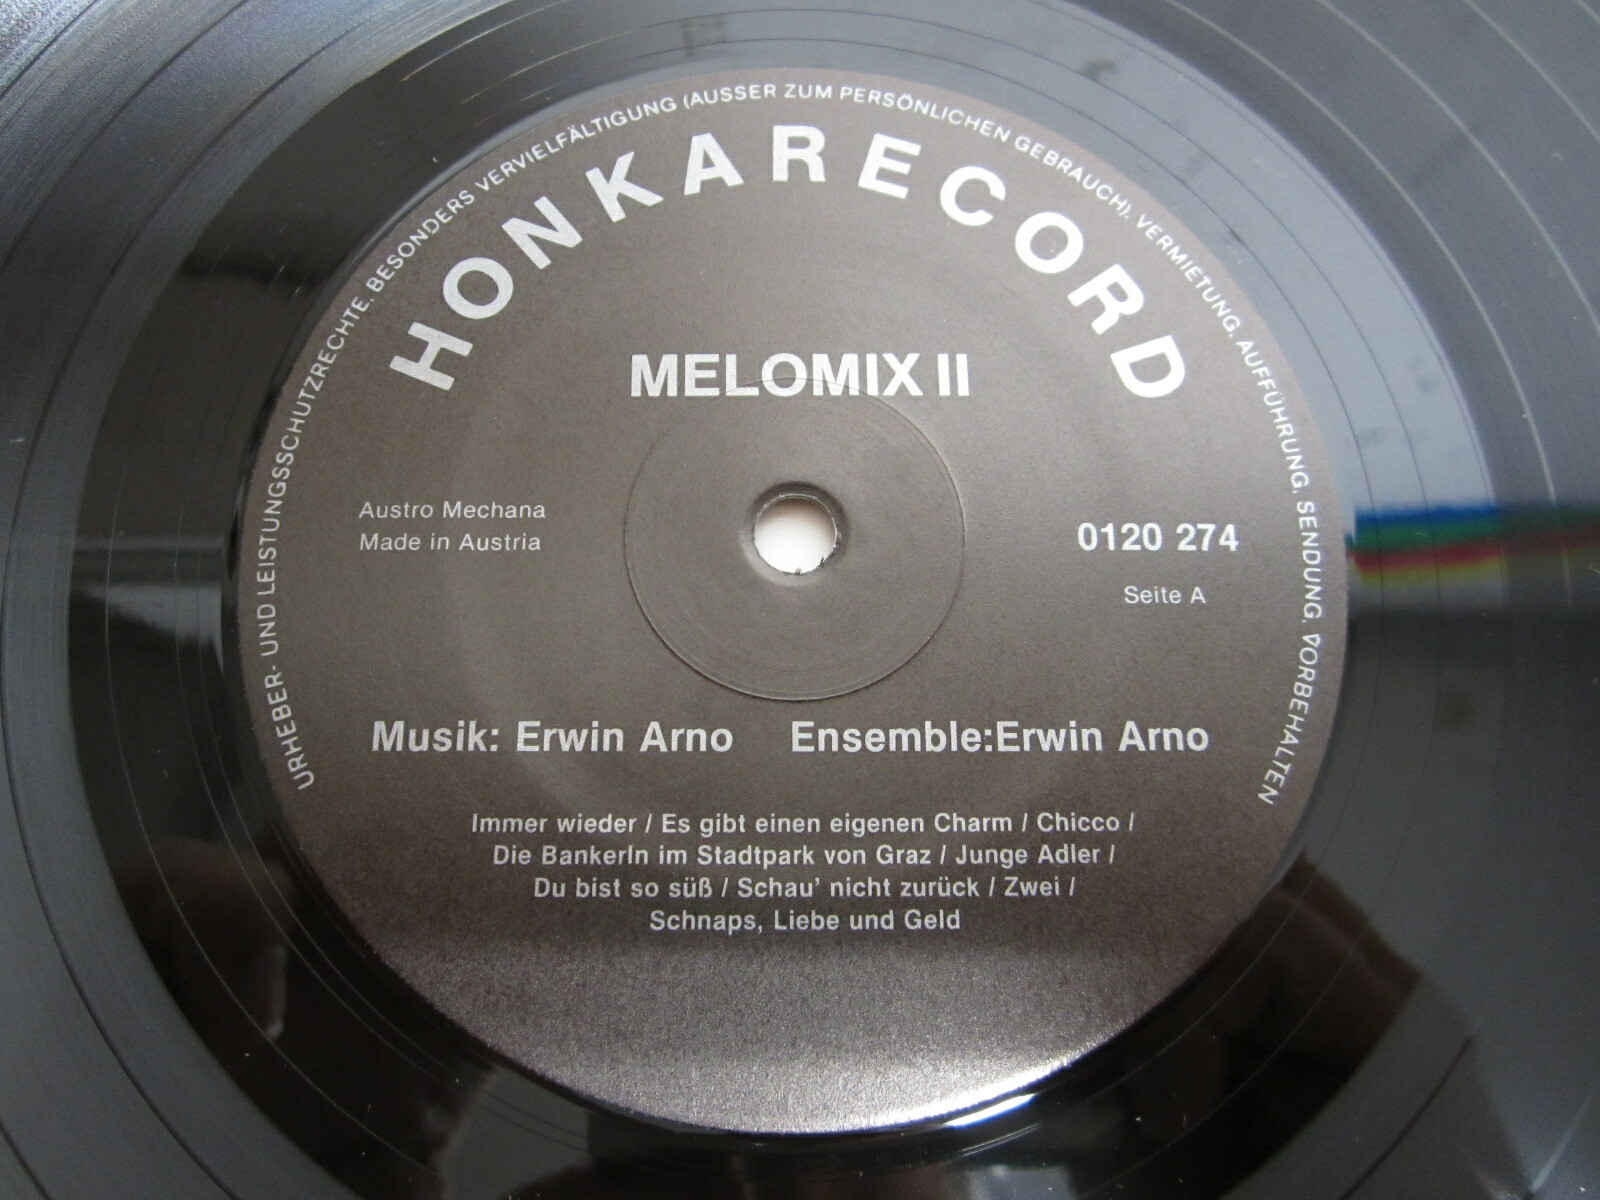 URHEBER- UND LEISTUNGSSCHUTZRECHTE, BESONDERS VERVIELFÄLTIGUNG (AUSSER ZUM PERSÖNLICHEN GEBRAUCH), VERMIETUNG, AUFFÜHRUNG, SENDUNG, VORBEHALTEN
HONKARECORD
MELOMIX II
Austro Mechana
Made in Austria
0120 274
Seite A
Musik: Erwin Arno Ensemble:Erwin Arno
Immer wieder / Es gibt einen eigenen Charm / Chicco /
Die BankerIn im Stadtpark von Graz / Junge Adler /
Du bist so süß / Schau' nicht zurück / Zwei /
Schnaps, Liebe und Geld